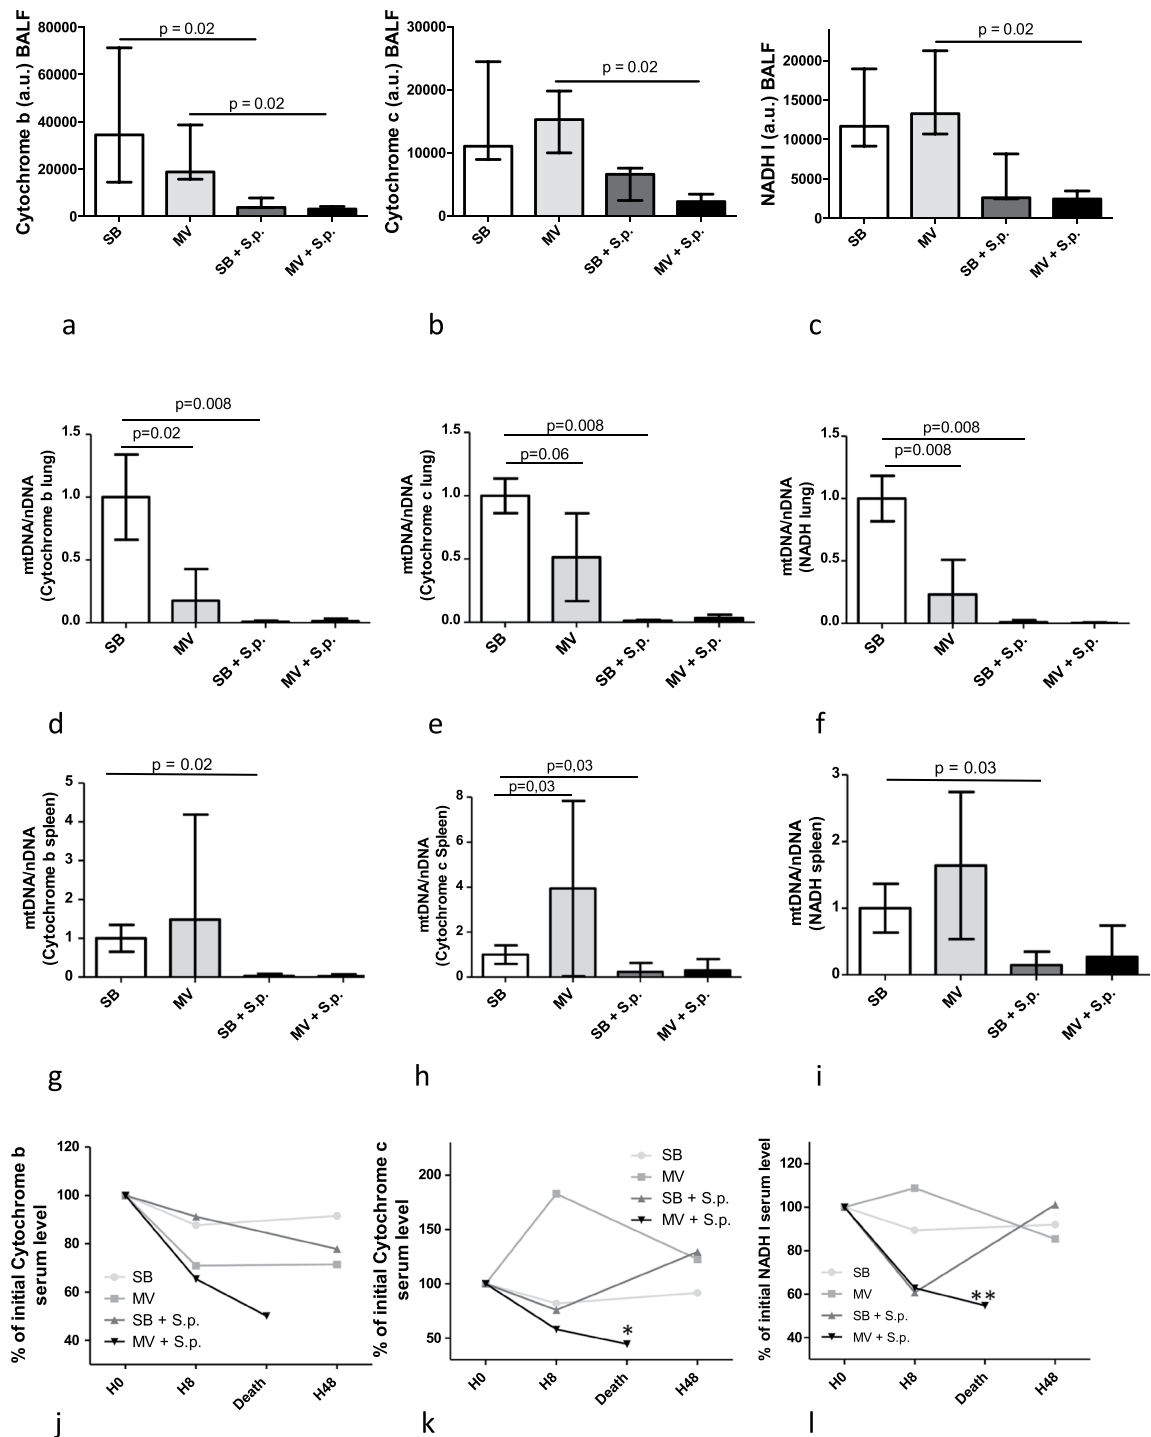 Cytochrome b (a.u.) BALF
80000
60000
40000
20000
0
p = 0.02
p = 0.02
SB
MV
SB + S.p.
MV + S.p.
a
Cytochrome c (a.u.) BALF
30000
20000
10000
0
p = 0.02
SB
MV
SB + S.p.
MV + S.p.
b
NADH I (a.u.) BALF
20000
15000
10000
5000
0
p = 0.02
SB
MV
SB + S.p.
MV + S.p.
c
mtDNA/nDNA
(Cytochrome b lung)
1.5
1.0
0.5
0.0
p=0.008
p=0.02
SB
MV
SB + S.p.
MV + S.p.
d
mtDNA/nDNA
(Cytochrome c lung)
1.5
1.0
0.5
0.0
p=0.008
p=0.06
SB
MV
SB + S.p.
MV + S.p.
e
mtDNA/nDNA
(NADH lung)
1.5
1.0
0.5
0.0
p=0.008
p=0.008
SB
MV
SB + S.p.
MV + S.p.
f
mtDNA/nDNA
(Cytochrome b spleen)
5
4
3
2
1
0
p = 0.02
SB
MV
SB + S.p.
MV + S.p.
g
mtDNA/nDNA
(Cytochrome c Spleen)
8
6
4
2
0
p=0,03
p=0,03
SB
MV
SB + S.p.
MV + S.p.
h
mtDNA/nDNA
(NADH spleen)
3
2
1
0
p = 0.03
SB
MV
SB + S.p.
MV + S.p.
i
% of initial Cytochrome b
serum level
120
100
80
60
40
SB
MV
SB + S.p.
MV + S.p.
H0
H8
Death
H48
j
% of initial Cytochrome c
serum level
200
150
100
50
SB
MV
SB + S.p.
MV + S.p.
*
H0
H8
Death
H48
k
% of initial NADH I serum level
120
100
80
60
40
SB
MV
SB + S.p.
MV + S.p.
**
H0
H8
Death
H48
l